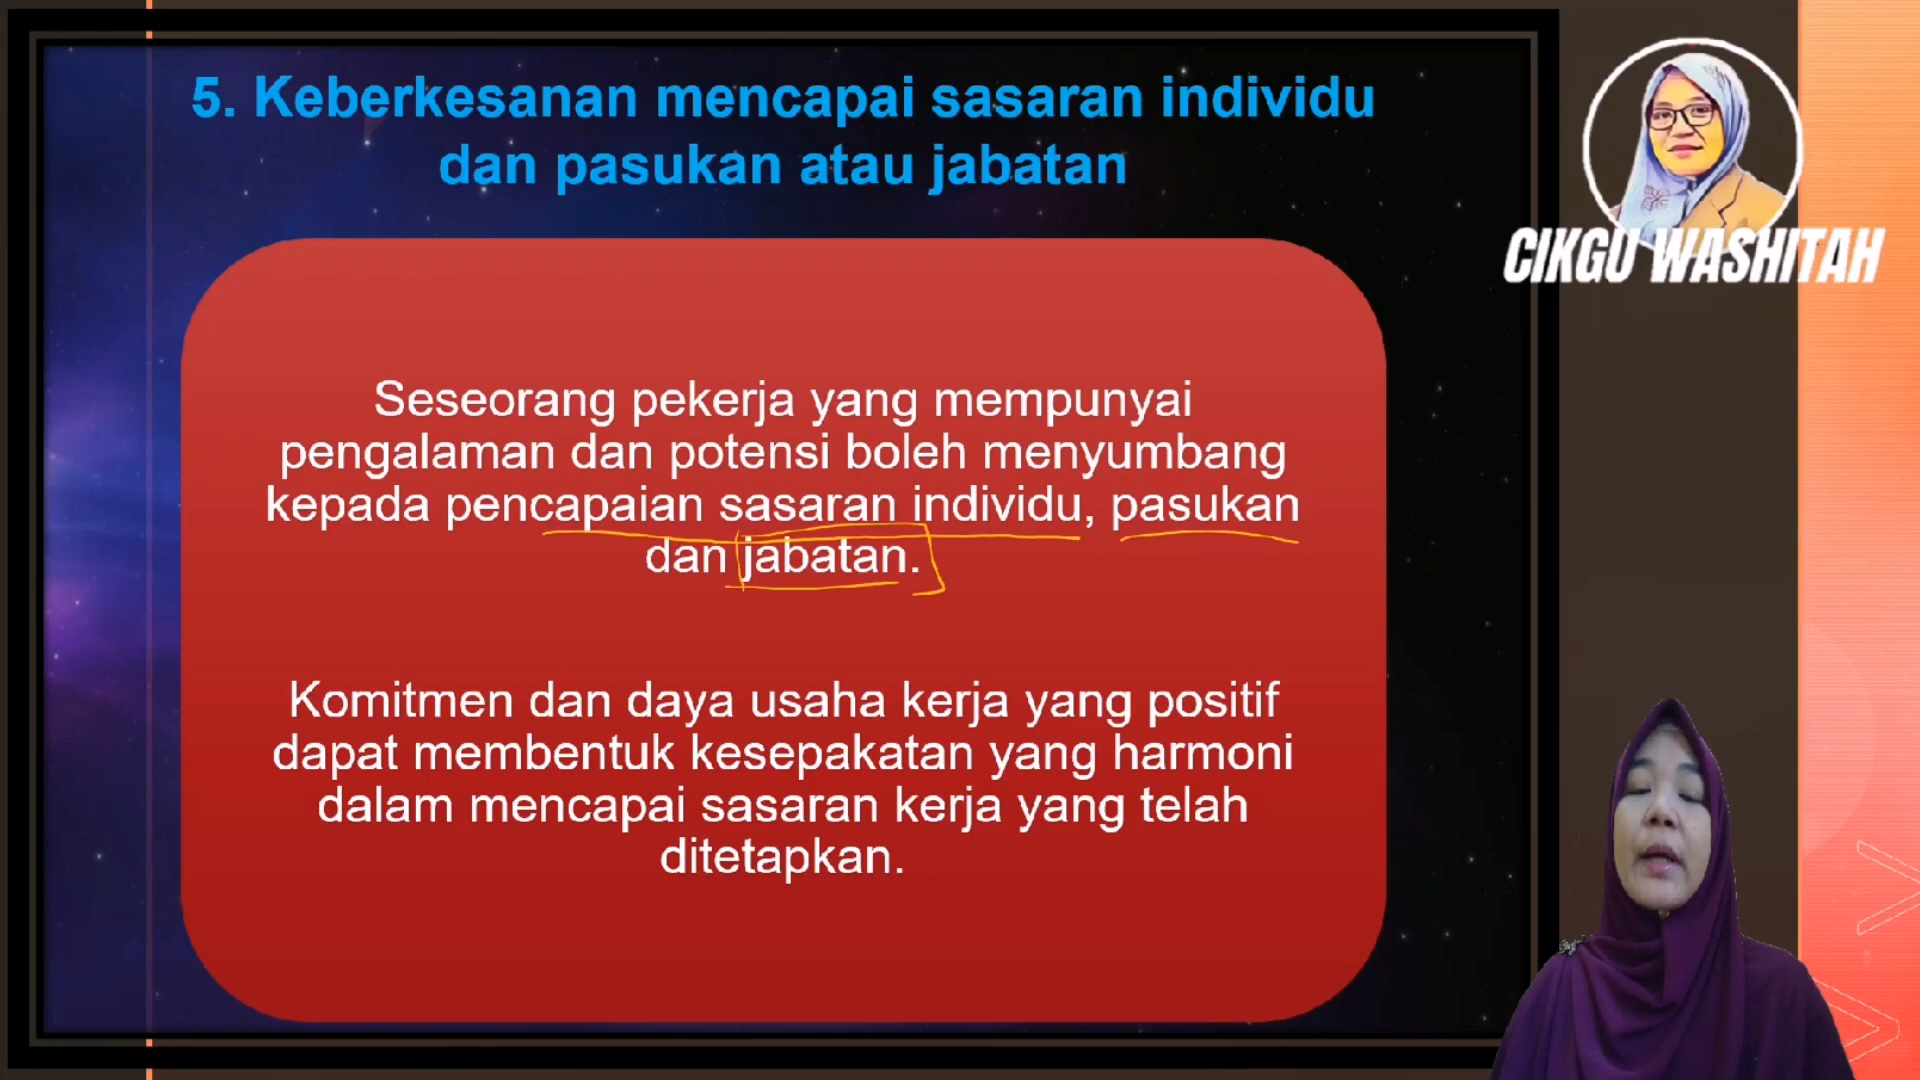 5. Keberkesanan mencapai sasaran individu
dan pasukan atau jabatan
CIKGU WASHITAH
Seseorang pekerja yang mempunyai
pengalaman dan potensi boleh menyumbang
kepada pencapaian sasaran individu, pasukan
dan jabatan.
Komitmen dan daya usaha kerja yang positif
dapat membentuk kesepakatan yang harmoni
dalam mencapai sasaran kerja yang telah
ditetapkan.